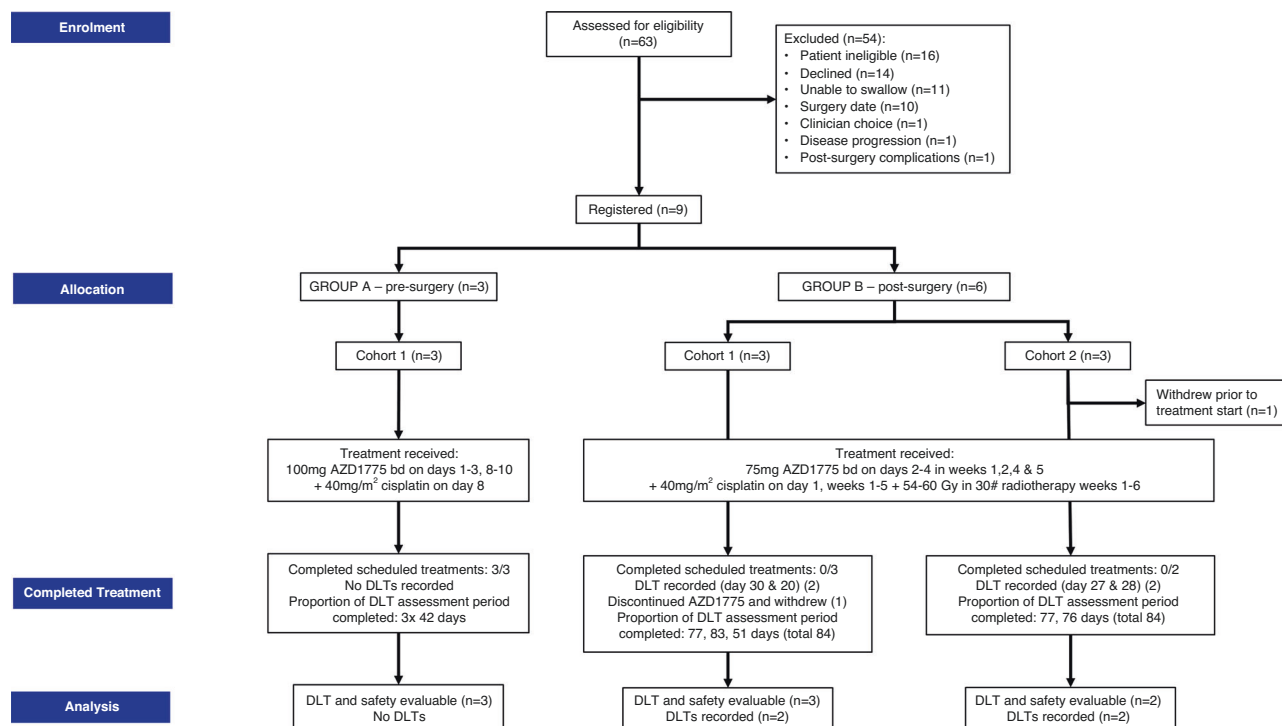 Enrolment
Assessed for eligibility
(n=63)
Excluded (n=54):
• Patient ineligible (n=16)
• Declined (n=14)
• Unable to swallow (n=11)
• Surgery date (n=10)
• Clinician choice (n=1)
• Disease progression (n=1)
• Post-surgery complications (n=1)
Registered (n=9)
Allocation
GROUP A – pre-surgery (n=3)
GROUP B – post-surgery (n=6)
Cohort 1 (n=3)
Cohort 1 (n=3)
Cohort 2 (n=3)
Withdrew prior to
treatment start (n=1)
Treatment received:
100mg AZD1775 bd on days 1-3, 8-10
+ 40mg/m² cisplatin on day 8
Treatment received:
75mg AZD1775 bd on days 2-4 in weeks 1,2,4 & 5
+ 40mg/m² cisplatin on day 1, weeks 1-5 + 54-60 Gy in 30# radiotherapy weeks 1-6
Completed Treatment
Completed scheduled treatments: 3/3
No DLTs recorded
Proportion of DLT assessment period
completed: 3x 42 days
Completed scheduled treatments: 0/3
DLT recorded (day 30 & 20) (2)
Discontinued AZD1775 and withdrew (1)
Proportion of DLT assessment period
completed: 77, 83, 51 days (total 84)
Completed scheduled treatments: 0/2
DLT recorded (day 27 & 28) (2)
Proportion of DLT assessment period
completed: 77, 76 days (total 84)
Analysis
DLT and safety evaluable (n=3)
No DLTs
DLT and safety evaluable (n=3)
DLTs recorded (n=2)
DLT and safety evaluable (n=2)
DLTs recorded (n=2)